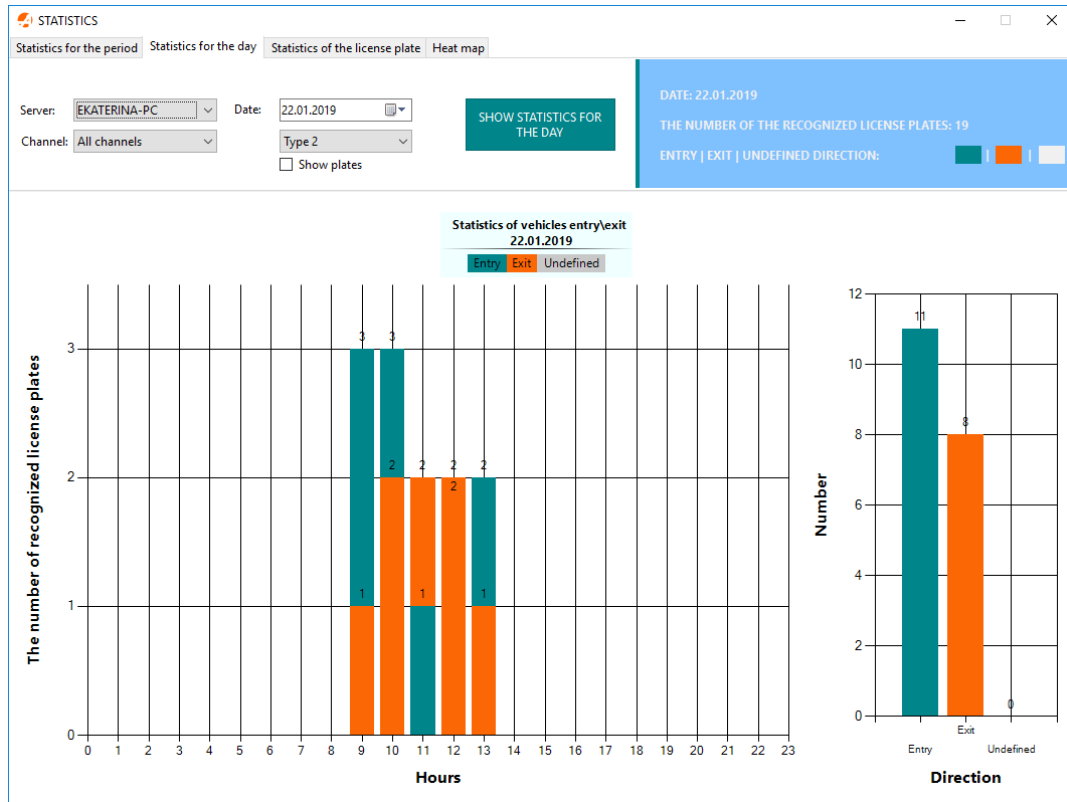 STATISTICS
Statistics for the period Statistics for the day Statistics of the license plate Heat map
Server: EKATERINA-PC Date: 22.01.2019
Channel: All channels Type 2
Show plates
SHOW STATISTICS FOR
THE DAY
DATE: 22.01.2019
THE NUMBER OF THE RECOGNIZED LICENSE PLATES: 19
ENTRY | EXIT | UNDEFINED DIRECTION: | |
Statistics of vehicles entry\exit
22.01.2019
Entry Exit Undefined
The number of recognized license plates
3
2
1
0
3 3
2 2 2 2
2
1 1 1
0 1 2 3 4 5 6 7 8 9 10 11 12 13 14 15 16 17 18 19 20 21 22 23
Hours
Number
12
10
8
6
4
2
0
11
8
0
Exit
Entry Undefined
Direction